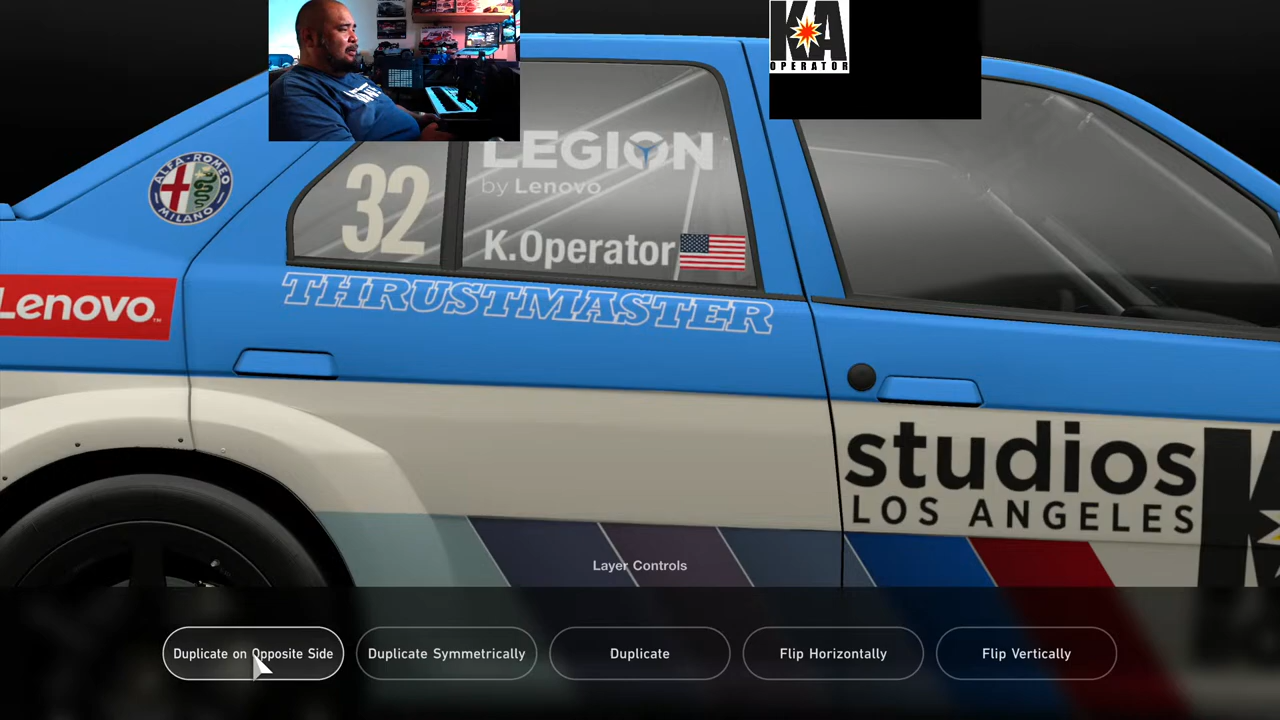 KA
OPERATOR
LEGION
by Lenovo
ALFA-ROMEO
MILANO
32
K.Operator
Lenovo™
THRUSTMASTER
studios
LOS ANGELES
Layer Controls
Duplicate on Opposite Side
Duplicate Symmetrically
Duplicate
Flip Horizontally
Flip Vertically